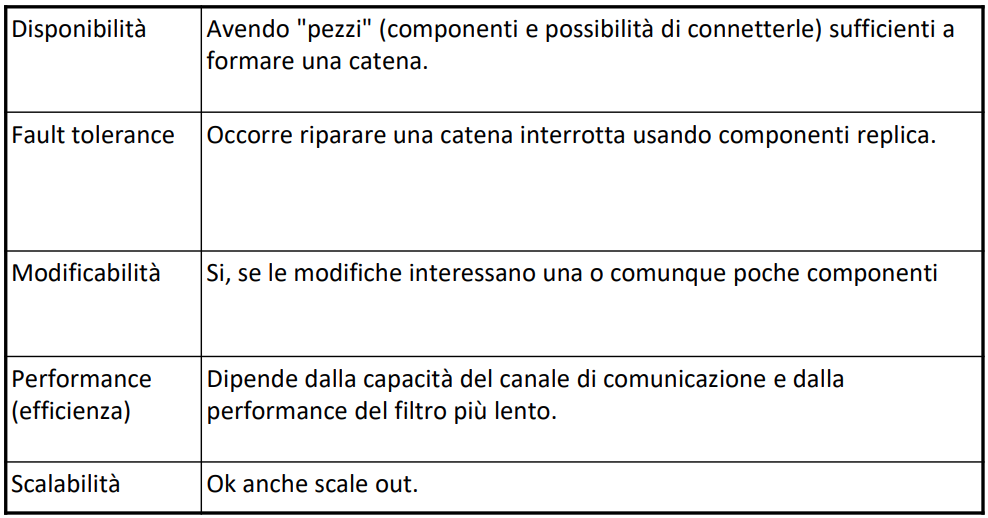 Disponibilità
Avendo "pezzi" (componenti e possibilità di connetterle) sufficienti a
formare una catena.
Fault tolerance
Occorre riparare una catena interrotta usando componenti replica.
Modificabilità
Si, se le modifiche interessano una o comunque poche componenti
Performance
(efficienza)
Dipende dalla capacità del canale di comunicazione e dalla
performance del filtro più lento.
Scalabilità
Ok anche scale out.